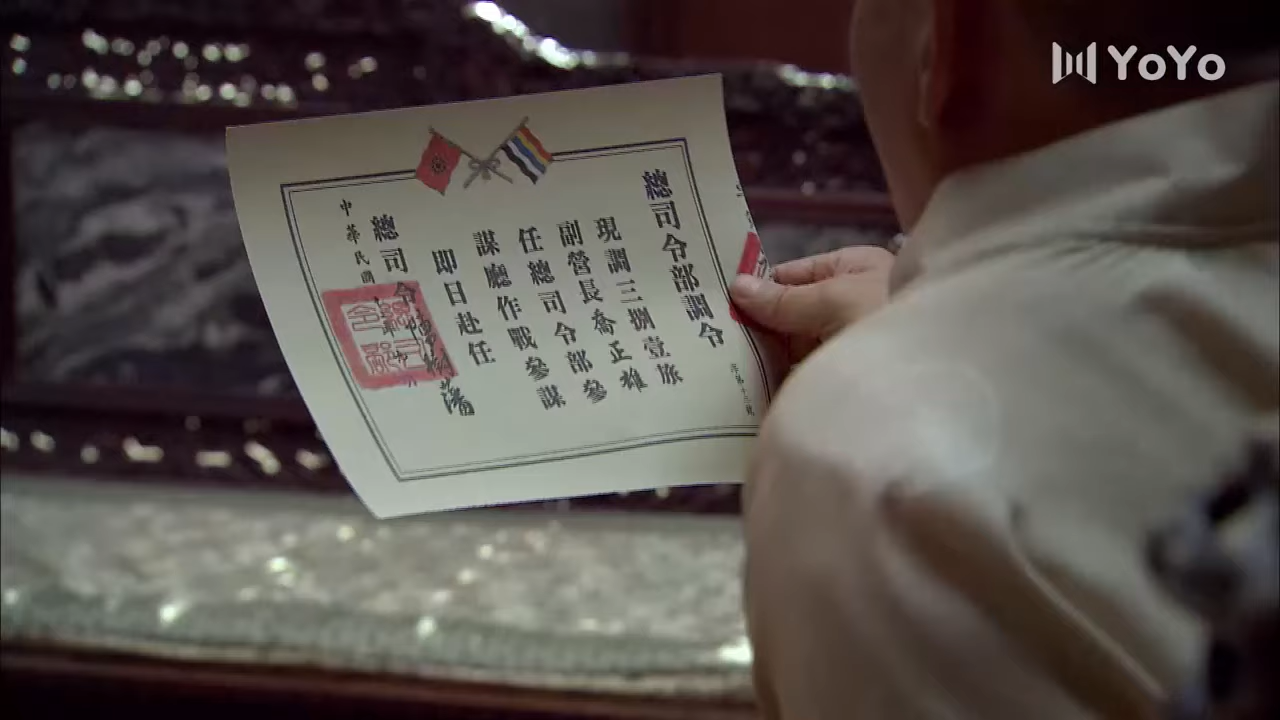 YoYo
總司令部調令
現調三捌壹旅
副營長喬正雄
任總司令部參
謀廳作戰參謀
即日赴任
總司令
中華民國